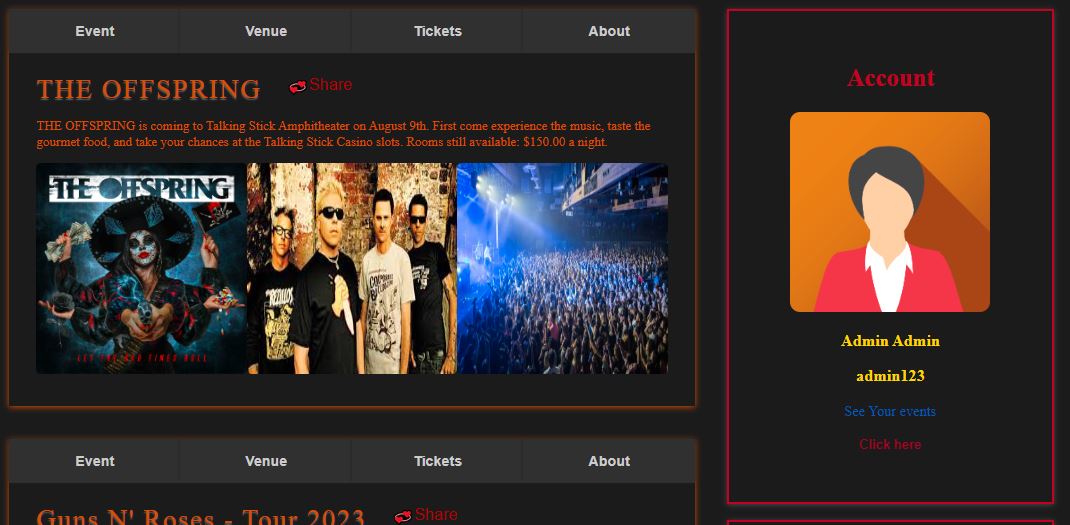 Event Venue Tickets About
THE OFFSPRING Share
THE OFFSPRING is coming to Talking Stick Amphitheater on August 9th. First come experience the music, taste the
gourmet food, and take your chances at the Talking Stick Casino slots. Rooms still available: $150.00 a night.
THE OFFSPRING
LET THE BAD TIMES ROLL
Event Venue Tickets About
Guns N' Roses - Tour 2023 Share
Account
Admin Admin
admin123
See Your events
Click here